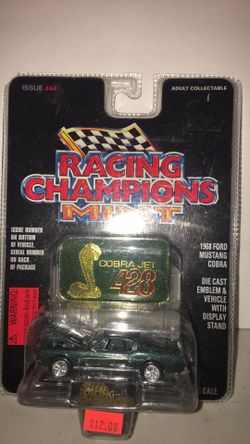 ISSUE #44
ADULT COLLECTABLE
RACING
CHAMPIONS
MINT
ISSUE NUMBER
ON BOTTOM
OF VEHICLE.
SERIAL NUMBER
ON BACK
OF PACKAGE
COBRA JET
428
1968 FORD
MUSTANG
COBRA
DIE CAST
EMBLEM &
VEHICLE
WITH
DISPLAY
STAND
WARNING:
SCALE
$12.00